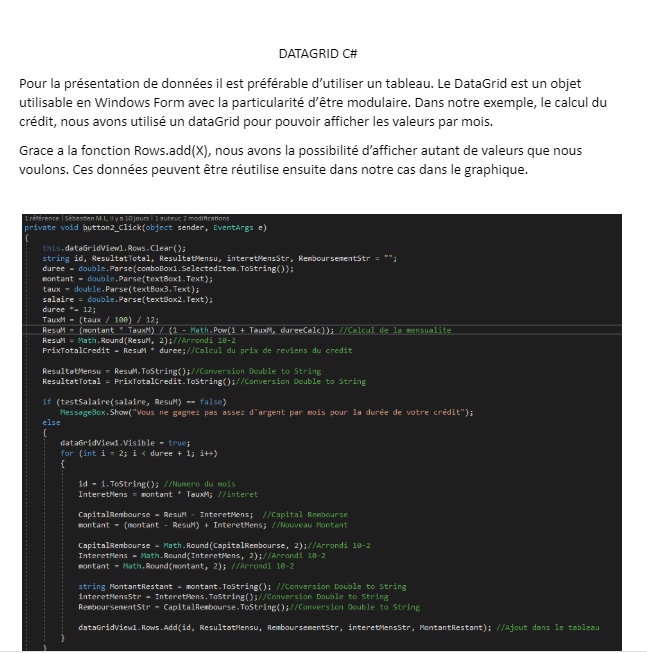 DATAGRID C#
Pour la présentation de données il est préférable d'utiliser un tableau. Le DataGrid est un objet
utilisable en Windows Form avec la particularité d'être modulaire. Dans notre exemple, le calcul du
crédit, nous avons utilisé un dataGrid pour pouvoir afficher les valeurs par mois.
Grace a la fonction Rows.add(X), nous avons la possibilité d'afficher autant de valeurs que nous
voulons. Ces données peuvent être réutilise ensuite dans notre cas dans le graphique.
1 référence | Sébastien M.L, il y a 10 jours | 1 auteur, 2 modifications
private void button2_Click(object sender, EventArgs e)
{
this.dataGridView1.Rows.Clear();
string id, ResultatTotal, ResultatMensu, interetMensStr, RemboursementStr = "";
duree = double.Parse(comboBox1.SelectedItem.ToString());
montant = double.Parse(textBox1.Text);
taux = double.Parse(textBox3.Text);
salaire = double.Parse(textBox2.Text);
duree *= 12;
TauxM = (taux / 100) / 12;
ResuM = (montant * TauxM) / (1 - Math.Pow(1 + TauxM, dureeCalc)); //Calcul de la mensualite
ResuM = Math.Round(ResuM, 2);//Arrondi 10-2
PrixTotalCredit = ResuM * duree;//Calcul du prix de reviens du credit
ResultatMensu = ResuM.ToString();//Conversion Double to String
ResultatTotal = PrixTotalCredit.ToString();//Conversion Double to String
if (testSalaire(salaire, ResuM) == false)
MessageBox.Show("Vous ne gagnez pas assez d'argent par mois pour la durée de votre crédit");
else
{
dataGridView1.Visible = true;
for (int i = 2; i < duree + 1; i++)
{
id = i.ToString(); //Numero du mois
InteretMens = montant * TauxM; //interet
CapitalRembourse = ResuM - InteretMens; //Capital Rembourse
montant = (montant - ResuM) + InteretMens; //Nouveau Montant
CapitalRembourse = Math.Round(CapitalRembourse, 2);//Arrondi 10-2
InteretMens = Math.Round(InteretMens, 2);//Arrondi 10-2
montant = Math.Round(montant, 2); //Arrondi 10-2
string MontantRestant = montant.ToString(); //Conversion Double to String
interetMensStr = InteretMens.ToString();//Conversion Double to String
RemboursementStr = CapitalRembourse.ToString();//Conversion Double to String
dataGridView1.Rows.Add(id, ResultatMensu, RemboursementStr, interetMensStr, MontantRestant); //Ajout dans le tableau
}
}